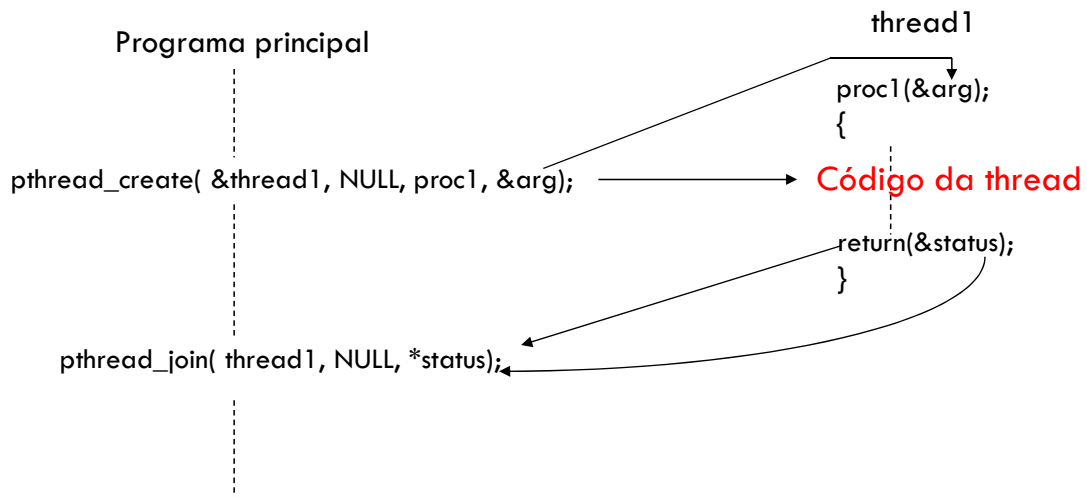 Programa principal
thread1
proc1(&arg);
{
pthread_create( &thread1, NULL, proc1, &arg);
Código da thread
return(&status);
}
pthread_join( thread1, NULL, *status);